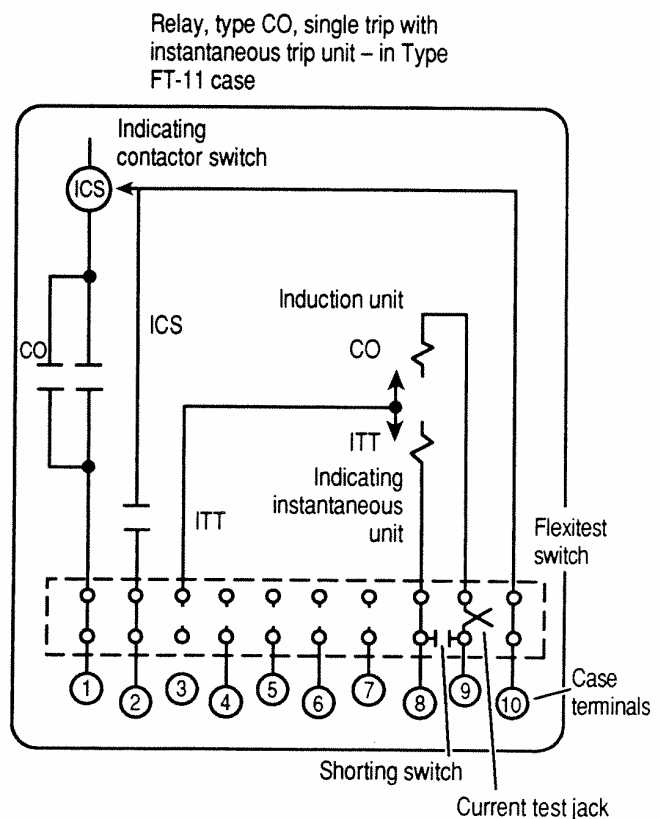 Relay, type CO, single trip with
instantaneous trip unit – in Type
FT-11 case
Indicating
contactor switch
ICS
Induction unit
ICS
CO
CO
ITT
Indicating
instantaneous
unit
ITT
Flexitest
switch
1
2
3
4
5
6
7
8
9
10
Case
terminals
Shorting switch
Current test jack